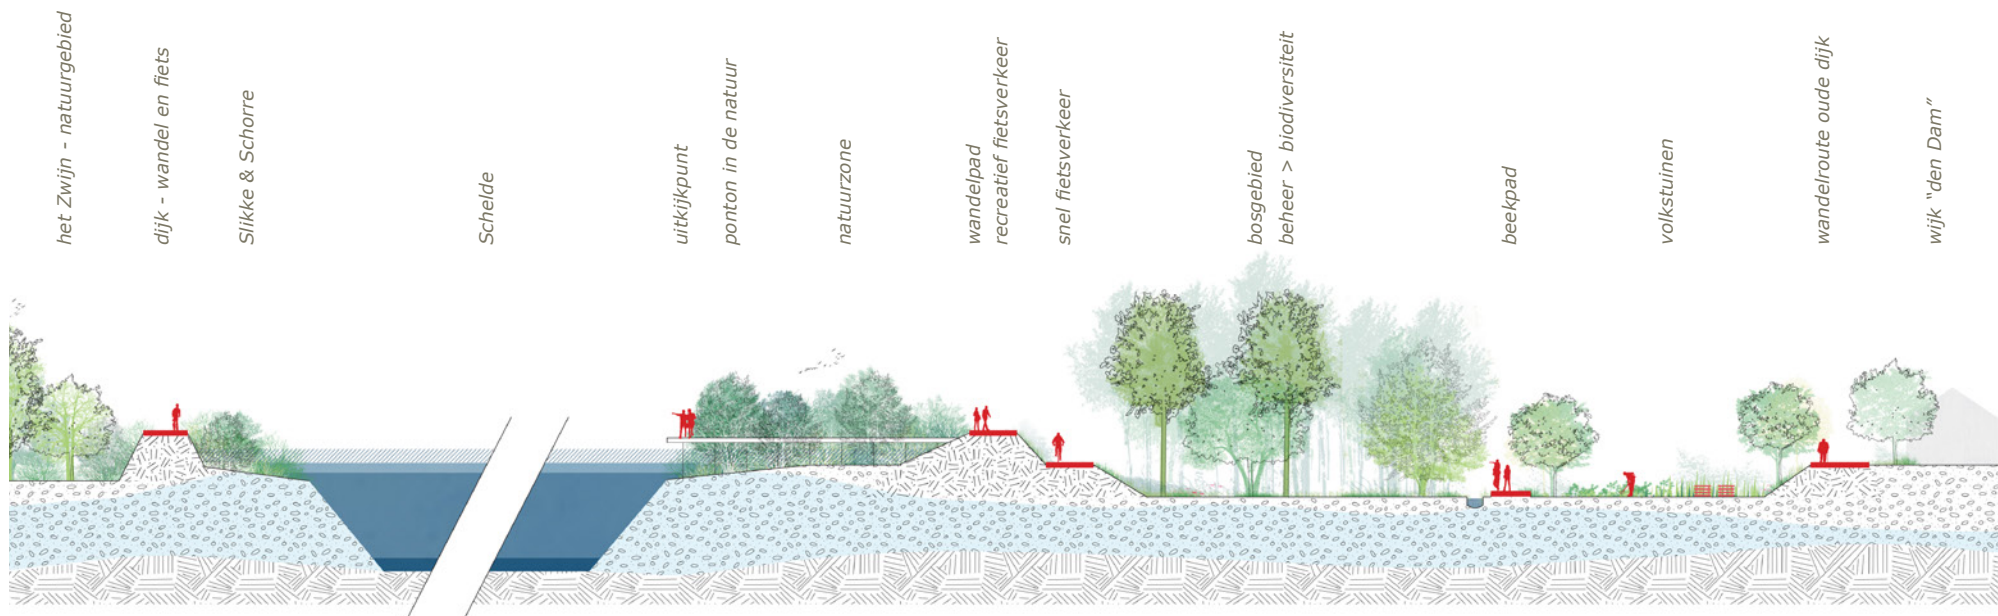 het Zwijn - natuurgebied
dijk - wandel en fiets
Slikke & Schorre
Schelde
uitkijkpunt
ponton in de natuur
natuurzone
wandelpad
recreatief fietsverkeer
snel fietsverkeer
bosgebied
beheer > biodiversiteit
beekpad
volkstuinen
wandelroute oude dijk
wijk “den Dam”